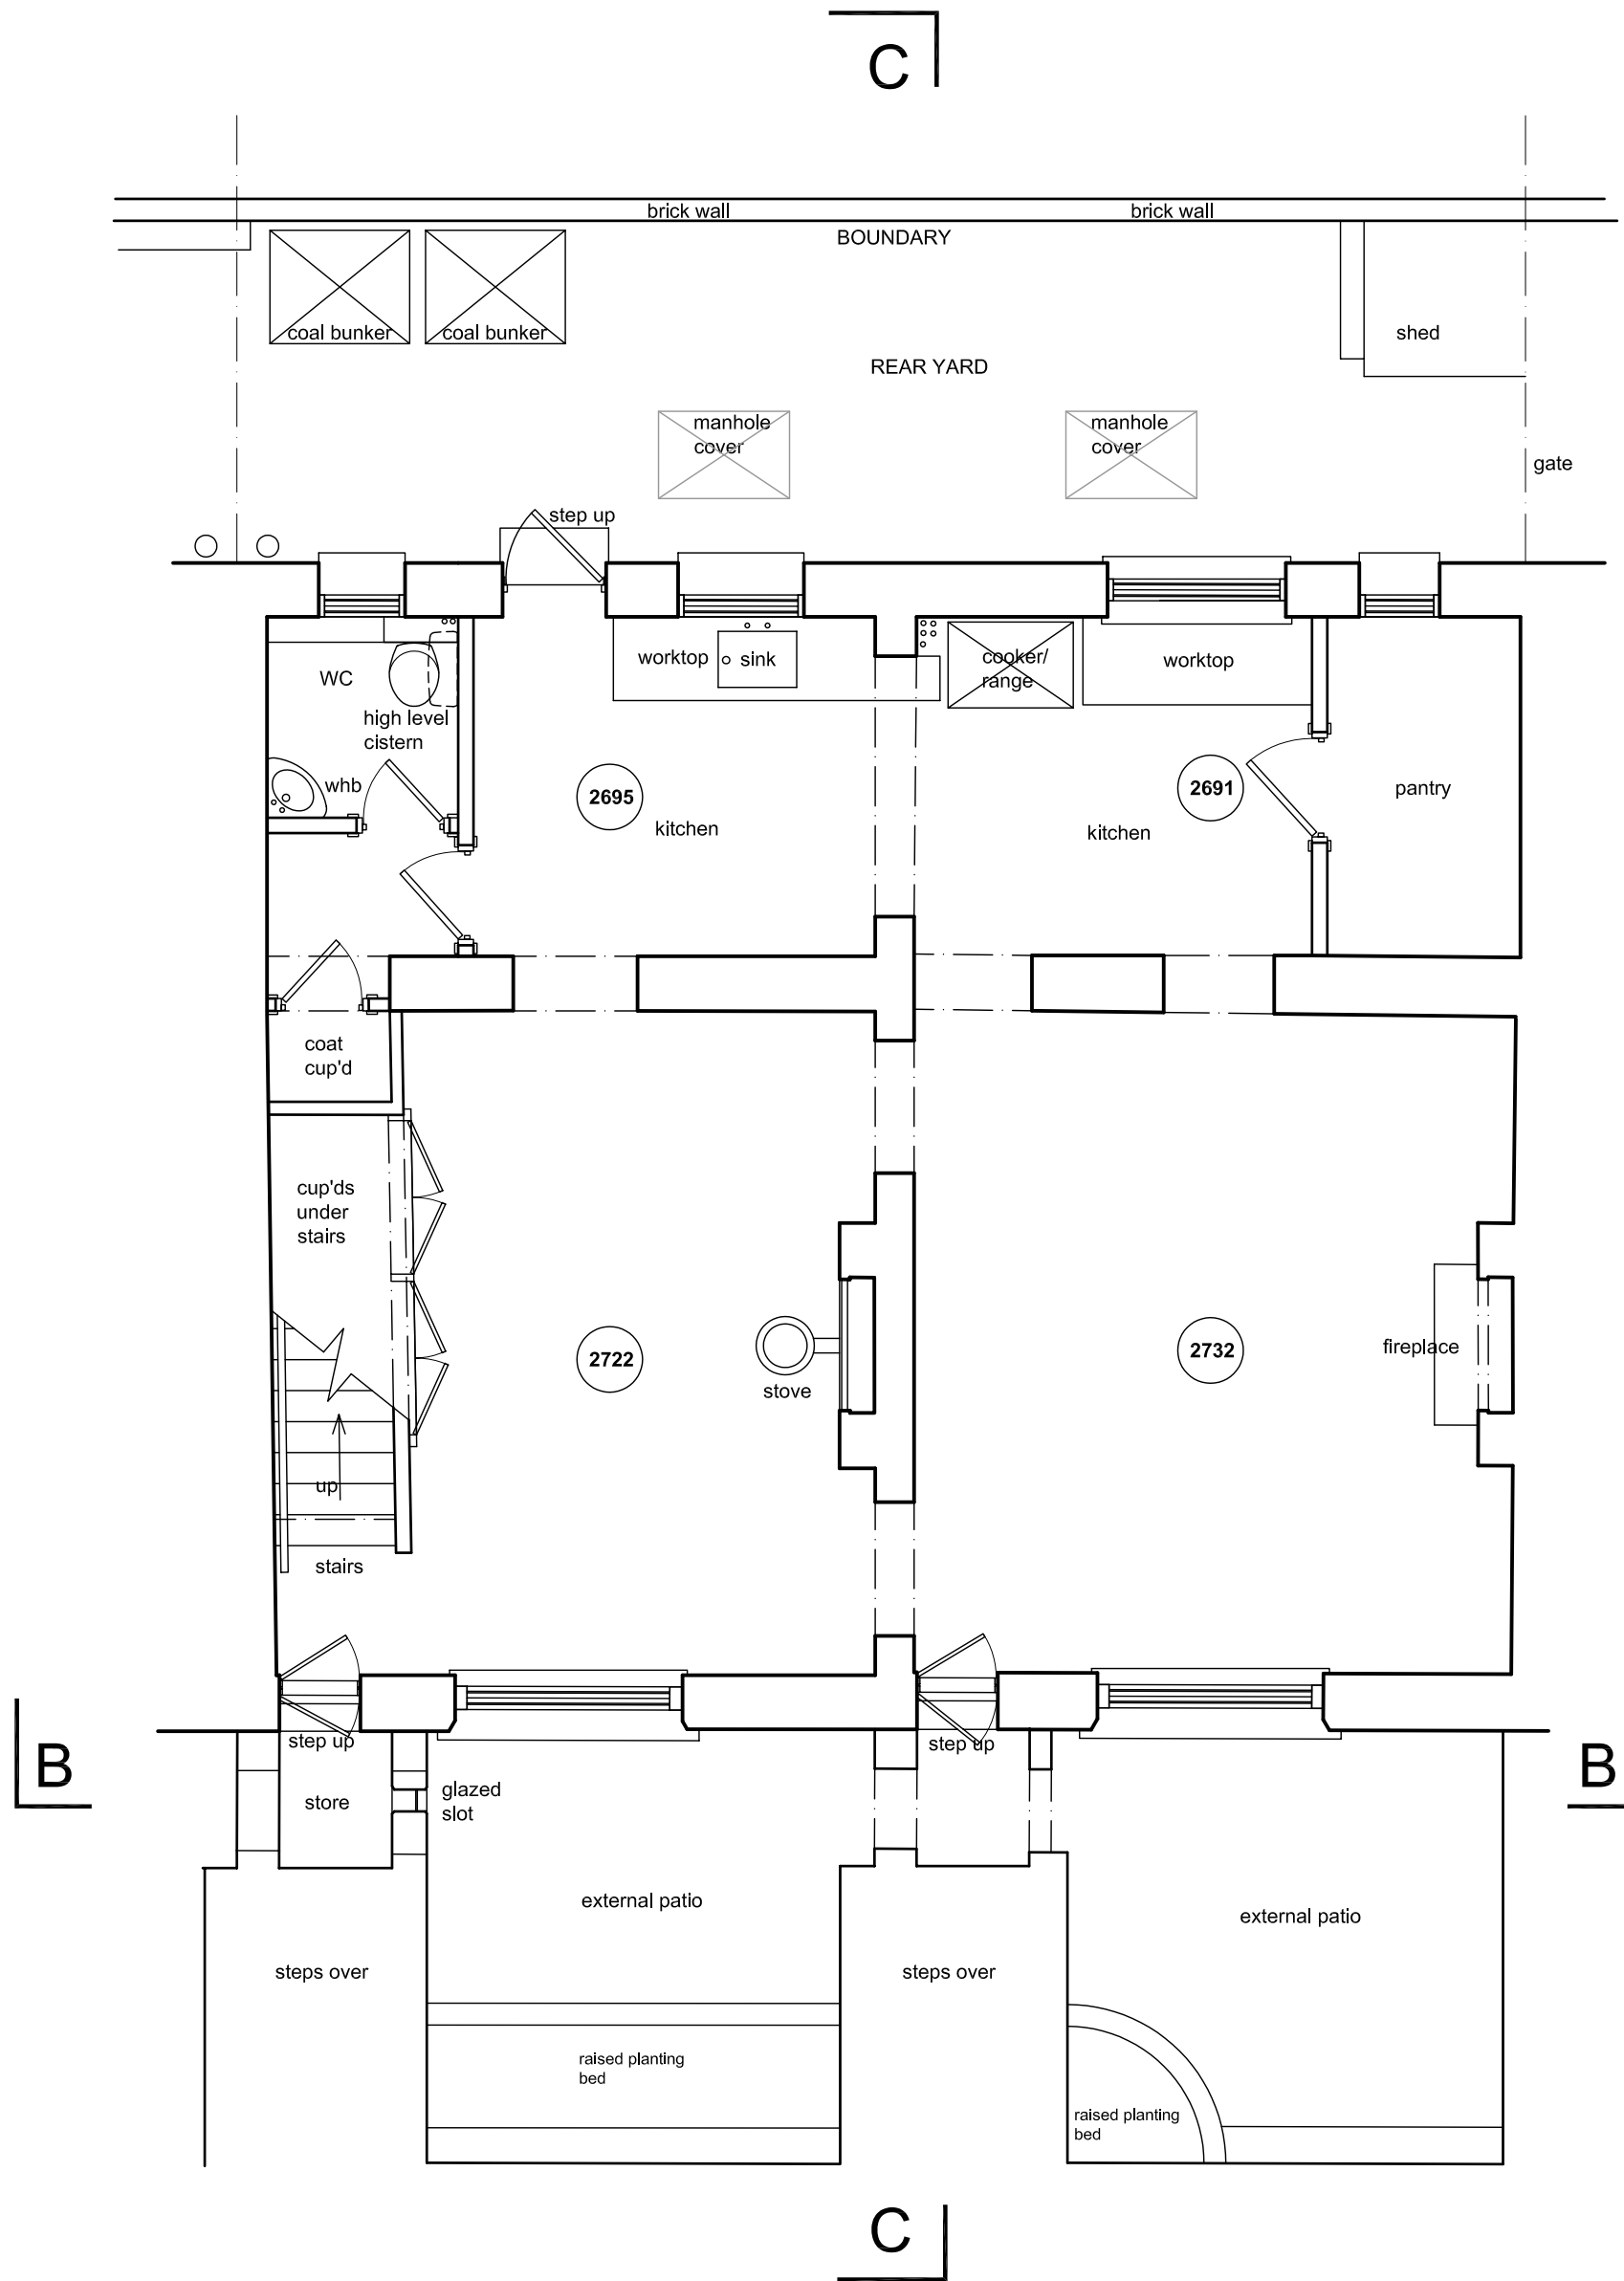 C
brick wall
brick wall
BOUNDARY
coal bunker
coal bunker
shed
REAR YARD
manhole
cover
manhole
cover
gate
step up
WC
worktop
sink
cooker/
range
worktop
high level
cistern
whb
2695
kitchen
2691
kitchen
pantry
coat
cup'd
cup'ds
under
stairs
2722
stove
2732
fireplace
up
stairs
step up
step up
B
B
store
glazed
slot
external patio
external patio
steps over
steps over
raised planting
bed
raised planting
bed
C